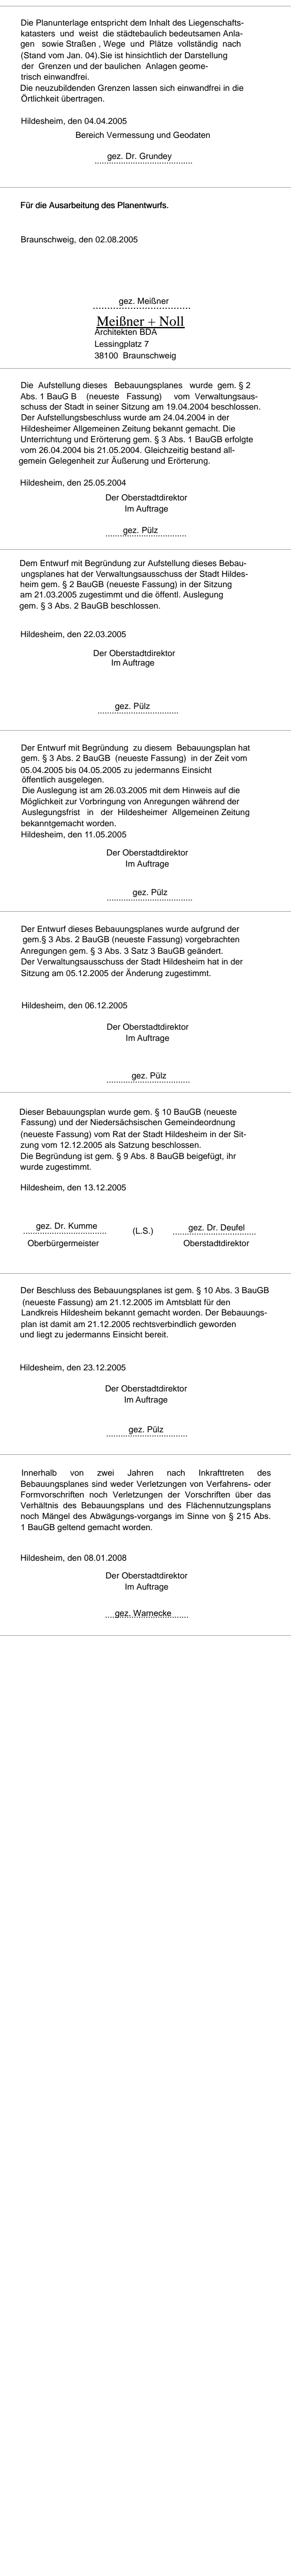 Die Planunterlage entspricht dem Inhalt des Liegenschafts-
katasters und weist die städtebaulich bedeutsamen Anla-
gen sowie Straßen , Wege und Plätze vollständig nach
(Stand vom Jan. 04).Sie ist hinsichtlich der Darstellung
der Grenzen und der baulichen Anlagen geome-
trisch einwandfrei.
Die neuzubildenden Grenzen lassen sich einwandfrei in die
Örtlichkeit übertragen.
Hildesheim, den 04.04.2005
Bereich Vermessung und Geodaten
gez. Dr. Grundey
Für die Ausarbeitung des Planentwurfs.
Braunschweig, den 02.08.2005
gez. Meißner
Meißner + Noll
Architekten BDA
Lessingplatz 7
38100 Braunschweig
Die Aufstellung dieses Bebauungsplanes wurde gem. § 2
Abs. 1 BauG B (neueste Fassung) vom Verwaltungsaus-
schuss der Stadt in seiner Sitzung am 19.04.2004 beschlossen.
Der Aufstellungsbeschluss wurde am 24.04.2004 in der
Hildesheimer Allgemeinen Zeitung bekannt gemacht. Die
Unterrichtung und Erörterung gem. § 3 Abs. 1 BauGB erfolgte
vom 26.04.2004 bis 21.05.2004. Gleichzeitig bestand all-
gemein Gelegenheit zur Äußerung und Erörterung.
Hildesheim, den 25.05.2004
Der Oberstadtdirektor
Im Auftrage
gez. Pülz
Dem Entwurf mit Begründung zur Aufstellung dieses Bebau-
ungsplanes hat der Verwaltungsausschuss der Stadt Hildes-
heim gem. § 2 BauGB (neueste Fassung) in der Sitzung
am 21.03.2005 zugestimmt und die öffentl. Auslegung
gem. § 3 Abs. 2 BauGB beschlossen.
Hildesheim, den 22.03.2005
Der Oberstadtdirektor
Im Auftrage
gez. Pülz
Der Entwurf mit Begründung zu diesem Bebauungsplan hat
gem. § 3 Abs. 2 BauGB (neueste Fassung) in der Zeit vom
05.04.2005 bis 04.05.2005 zu jedermanns Einsicht
öffentlich ausgelegen.
Die Auslegung ist am 26.03.2005 mit dem Hinweis auf die
Möglichkeit zur Vorbringung von Anregungen während der
Auslegungsfrist in der Hildesheimer Allgemeinen Zeitung
bekanntgemacht worden.
Hildesheim, den 11.05.2005
Der Oberstadtdirektor
Im Auftrage
gez. Pülz
Der Entwurf dieses Bebauungsplanes wurde aufgrund der
gem.§ 3 Abs. 2 BauGB (neueste Fassung) vorgebrachten
Anregungen gem. § 3 Abs. 3 Satz 3 BauGB geändert.
Der Verwaltungsausschuss der Stadt Hildesheim hat in der
Sitzung am 05.12.2005 der Änderung zugestimmt.
Hildesheim, den 06.12.2005
Der Oberstadtdirektor
Im Auftrage
gez. Pülz
Dieser Bebauungsplan wurde gem. § 10 BauGB (neueste
Fassung) und der Niedersächsischen Gemeindeordnung
(neueste Fassung) vom Rat der Stadt Hildesheim in der Sit-
zung vom 12.12.2005 als Satzung beschlossen.
Die Begründung ist gem. § 9 Abs. 8 BauGB beigefügt, ihr
wurde zugestimmt.
Hildesheim, den 13.12.2005
gez. Dr. Kumme (L.S.) gez. Dr. Deufel
Oberbürgermeister Oberstadtdirektor
Der Beschluss des Bebauungsplanes ist gem. § 10 Abs. 3 BauGB
(neueste Fassung) am 21.12.2005 im Amtsblatt für den
Landkreis Hildesheim bekannt gemacht worden. Der Bebauungs-
plan ist damit am 21.12.2005 rechtsverbindlich geworden
und liegt zu jedermanns Einsicht bereit.
Hildesheim, den 23.12.2005
Der Oberstadtdirektor
Im Auftrage
gez. Pülz
Innerhalb von zwei Jahren nach Inkrafttreten des
Bebauungsplanes sind weder Verletzungen von Verfahrens- oder
Formvorschriften noch Verletzungen der Vorschriften über das
Verhältnis des Bebauungsplans und des Flächennutzungsplans
noch Mängel des Abwägungs-vorgangs im Sinne von § 215 Abs.
1 BauGB geltend gemacht worden.
Hildesheim, den 08.01.2008
Der Oberstadtdirektor
Im Auftrage
gez. Warnecke